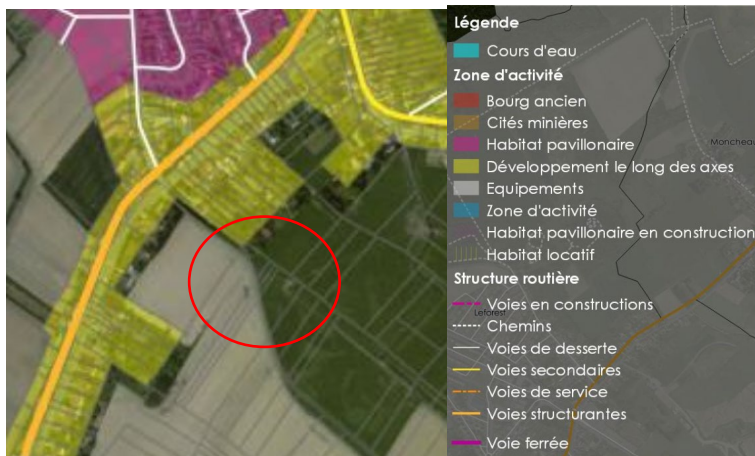 Légende
Cours d'eau
Zone d'activité
Bourg ancien
Cités minières
Habitat pavillonaire
Développement le long des axes
Equipements
Zone d'activité
Habitat pavillonaire en construction
Habitat locatif
Structure routière
Voies en constructions
Chemins
Voies de desserte
Voies secondaires
Voies de service
Voies structurantes
Voie ferrée
Moncheau
Leforest